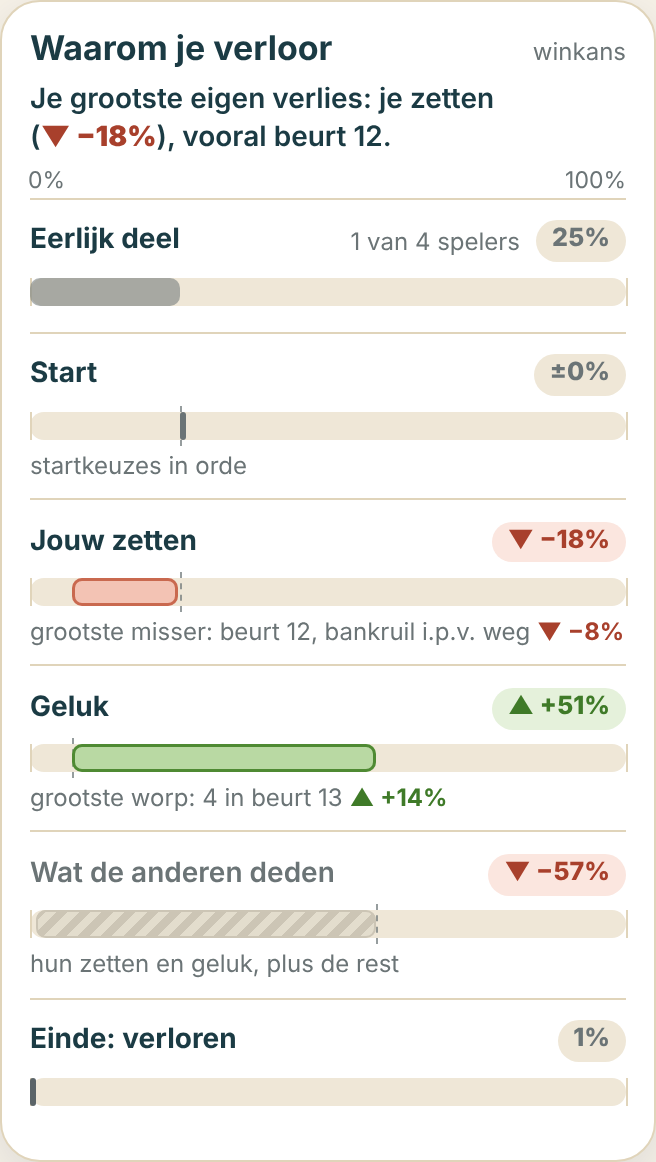 Waarom je verloor winkans
Je grootste eigen verlies: je zetten
(▼ −18%), vooral beurt 12.
0% 100%
Eerlijk deel 1 van 4 spelers 25%
Start ±0%
startkeuzes in orde
Jouw zetten ▼ −18%
grootste misser: beurt 12, bankruil i.p.v. weg ▼ −8%
Geluk ▲ +51%
grootste worp: 4 in beurt 13 ▲ +14%
Wat de anderen deden ▼ −57%
hun zetten en geluk, plus de rest
Einde: verloren 1%